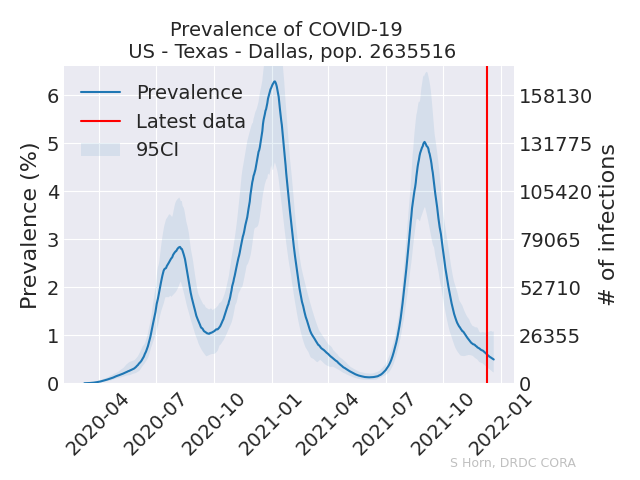 Prevalence of COVID-19
US - Texas - Dallas, pop. 2635516
Prevalence
Latest data
95CI
Prevalence (%)
6
5
4
3
2
1
0
158130
131775
105420
79065
52710
26355
0
# of infections
2020-04
2020-07
2020-10
2021-01
2021-04
2021-07
2021-10
2022-01
S Horn, DRDC CORA